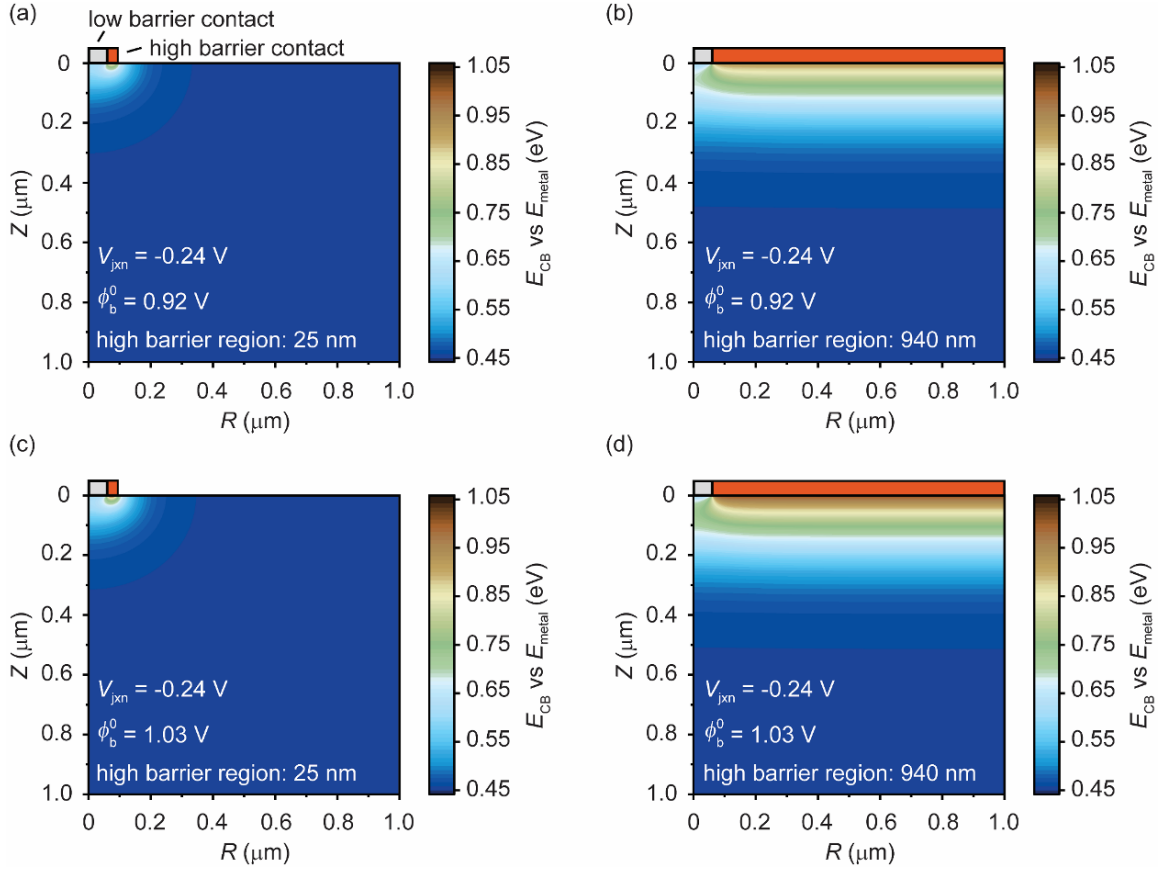 (a)
low barrier contact
high barrier contact
0
0.2
0.4
0.6
0.8
1.0
Z (μm)
V_jxn = -0.24 V
ϕ_b^0 = 0.92 V
high barrier region: 25 nm
0 0.2 0.4 0.6 0.8 1.0
R (μm)
1.05
0.95
0.85
0.75
0.65
0.55
0.45
E_CB vs E_metal (eV)
(b)
0
0.2
0.4
0.6
0.8
1.0
Z (μm)
V_jxn = -0.24 V
ϕ_b^0 = 0.92 V
high barrier region: 940 nm
0 0.2 0.4 0.6 0.8 1.0
R (μm)
1.05
0.95
0.85
0.75
0.65
0.55
0.45
E_CB vs E_metal (eV)
(c)
0
0.2
0.4
0.6
0.8
1.0
Z (μm)
V_jxn = -0.24 V
ϕ_b^0 = 1.03 V
high barrier region: 25 nm
0 0.2 0.4 0.6 0.8 1.0
R (μm)
1.05
0.95
0.85
0.75
0.65
0.55
0.45
E_CB vs E_metal (eV)
(d)
0
0.2
0.4
0.6
0.8
1.0
Z (μm)
V_jxn = -0.24 V
ϕ_b^0 = 1.03 V
high barrier region: 940 nm
0 0.2 0.4 0.6 0.8 1.0
R (μm)
1.05
0.95
0.85
0.75
0.65
0.55
0.45
E_CB vs E_metal (eV)